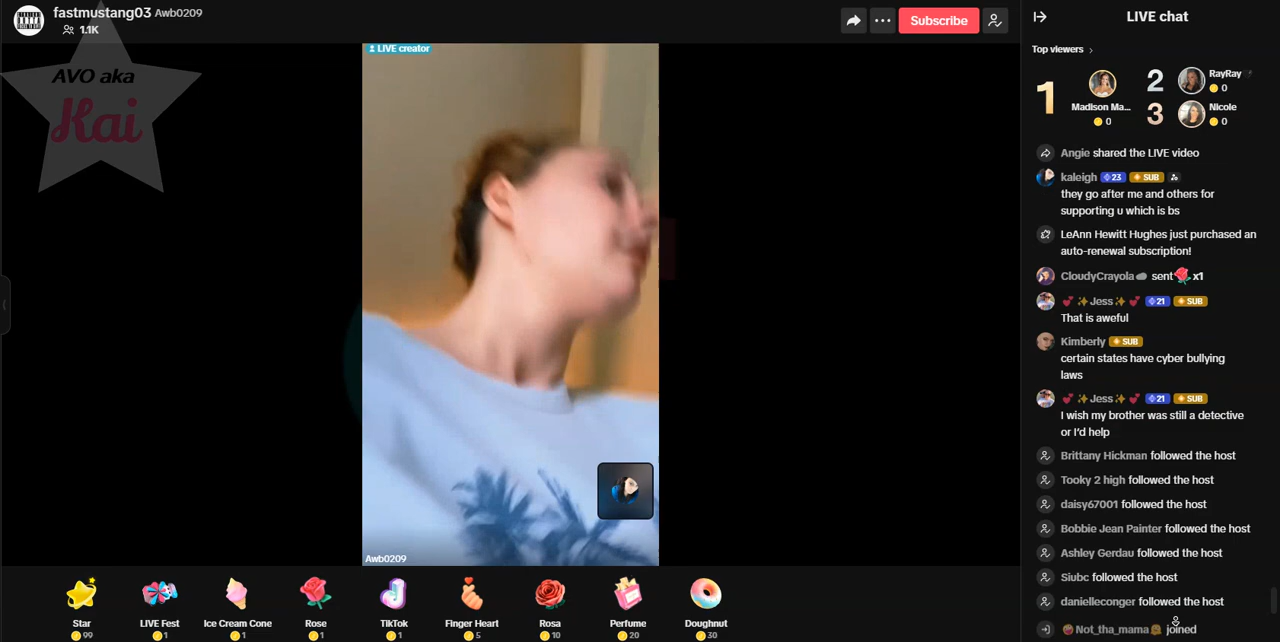 fastmustang03 Awb0209
1.1K
Subscribe
AVO aka
Kai
LIVE creator
Awb0209
Star
99
LIVE Fest
1
Ice Cream Cone
1
Rose
1
TikTok
1
Finger Heart
5
Rosa
10
Perfume
20
Doughnut
30
LIVE chat
Top viewers
1
Madison Ma...
0
2
RayRay
0
3
Nicole
0
Angie shared the LIVE video
kaleigh 23 SUB
they go after me and others for
supporting u which is bs
LeAnn Hewitt Hughes just purchased an
auto-renewal subscription!
CloudyCrayola sent x1
Jess 21 SUB
That is aweful
Kimberly SUB
certain states have cyber bullying
laws
Jess 21 SUB
I wish my brother was still a detective
or I'd help
Brittany Hickman followed the host
Tooky 2 high followed the host
daisy67001 followed the host
Bobbie Jean Painter followed the host
Ashley Gerdau followed the host
Siubc followed the host
danielleconger followed the host
Not_tha_mama joined